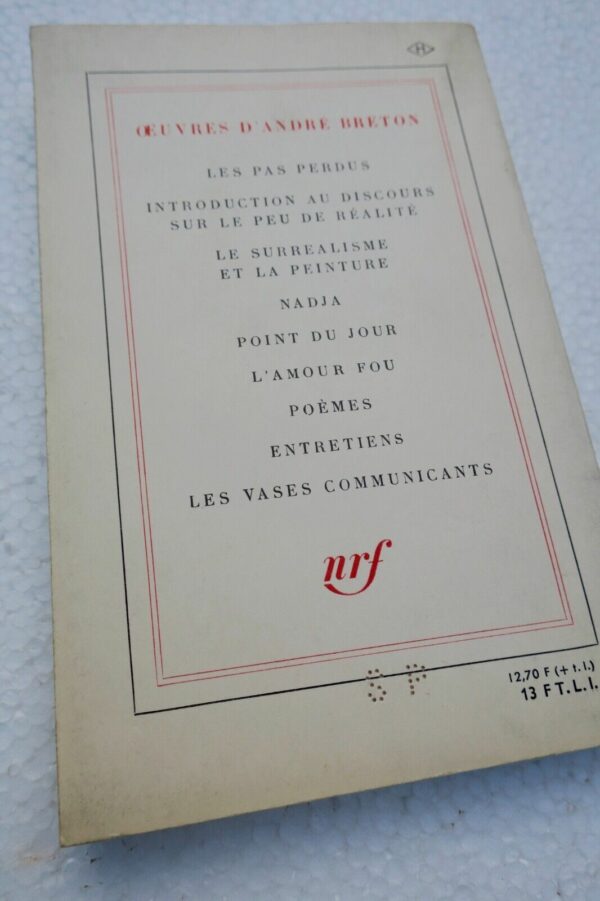 H
ŒUVRES D'ANDRÉ BRETON
LES PAS PERDUS
INTRODUCTION AU DISCOURS
SUR LE PEU DE RÉALITÉ
LE SURREALISME
ET LA PEINTURE
NADJA
POINT DU JOUR
L'AMOUR FOU
POÈMES
ENTRETIENS
LES VASES COMMUNICANTS
nrf
S P
12,70 F (+ t. l.)
13 F T. L. I.